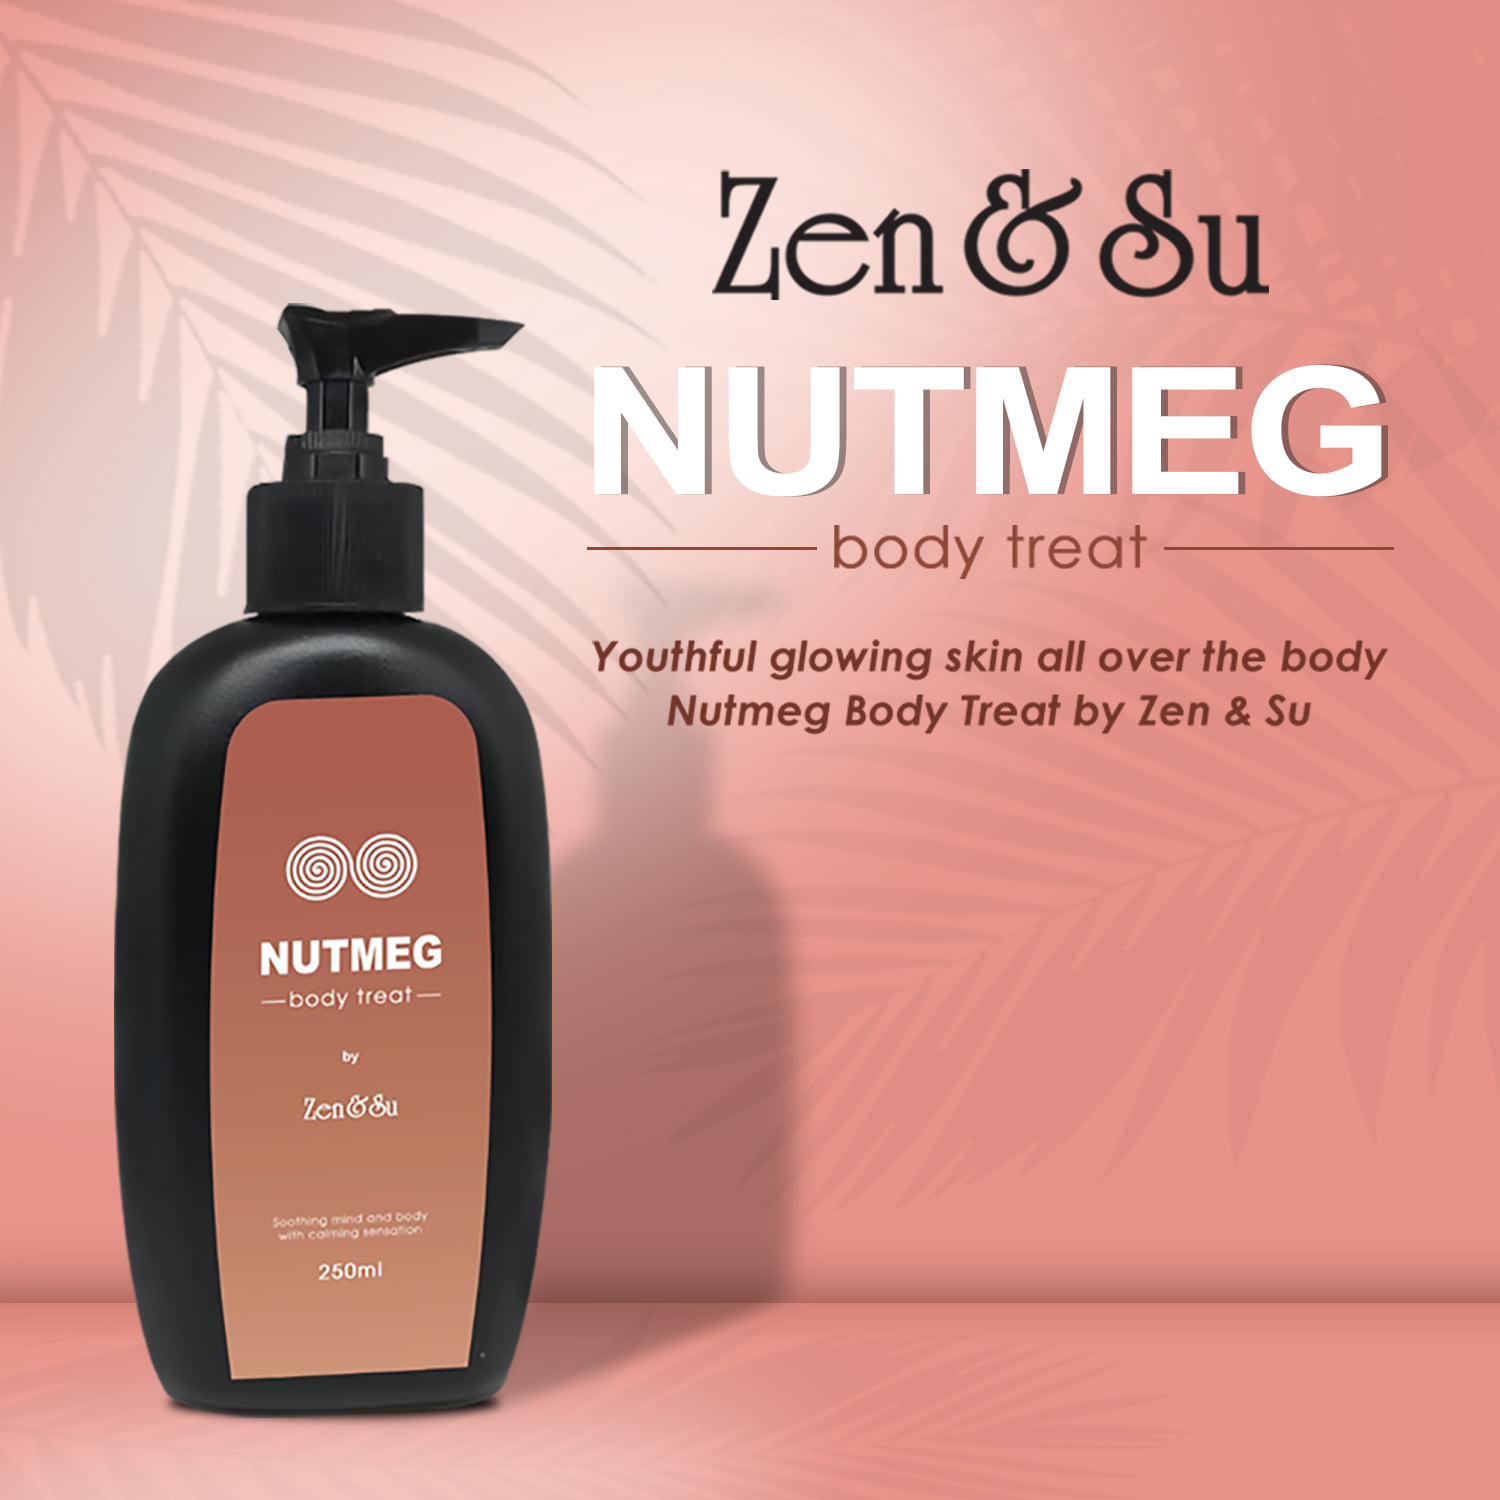 Zen & Su
NUTMEG
body treat
Youthful glowing skin all over the body
Nutmeg Body Treat by Zen & Su
NUTMEG
body treat
by
Zen & Su
Soothing mind and body
with calming sensation
250ml